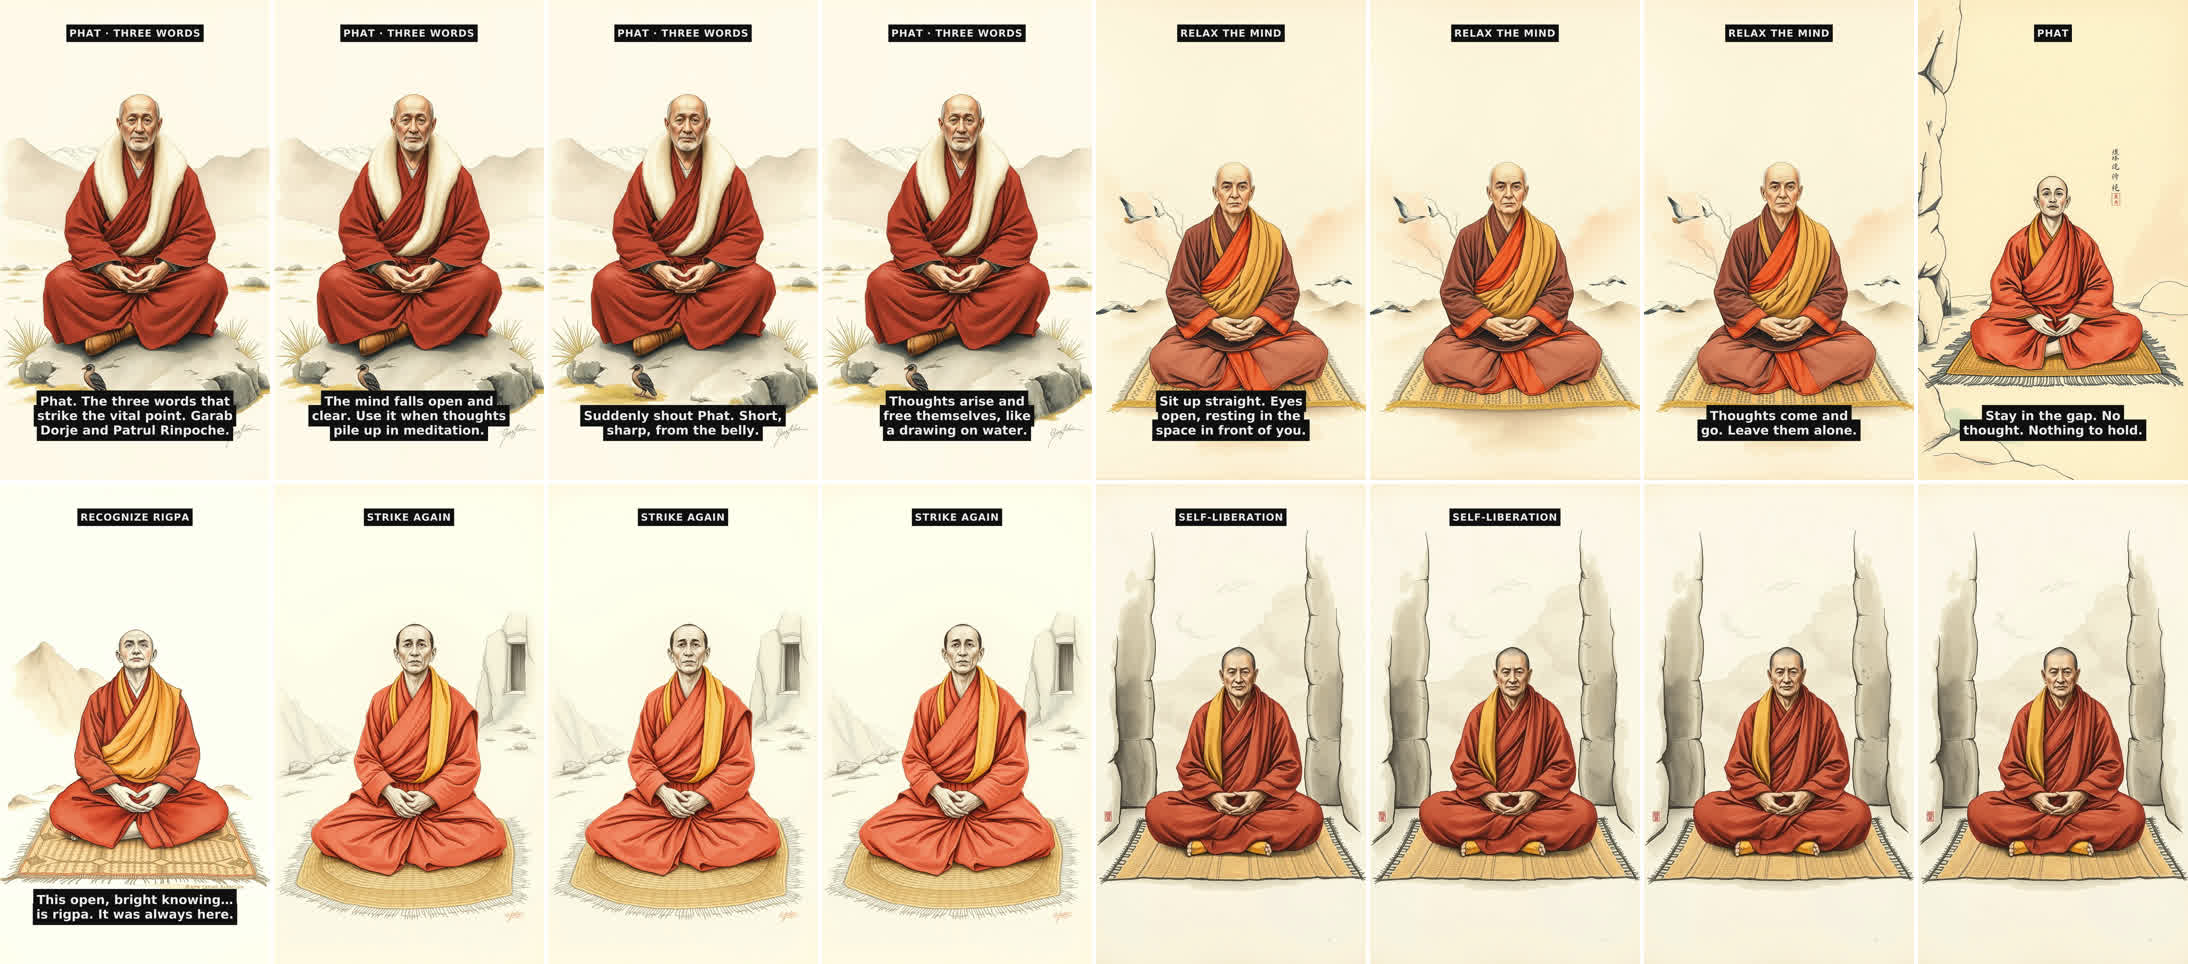 PHAT · THREE WORDS
Phat. The three words that
strike the vital point. Garab
Dorje and Patrul Rinpoche.
PHAT · THREE WORDS
The mind falls open and
clear. Use it when thoughts
pile up in meditation.
PHAT · THREE WORDS
Suddenly shout Phat. Short,
sharp, from the belly.
PHAT · THREE WORDS
Thoughts arise and
free themselves, like
a drawing on water.
RELAX THE MIND
Sit up straight. Eyes
open, resting in the
space in front of you.
RELAX THE MIND
RELAX THE MIND
Thoughts come and
go. Leave them alone.
PHAT
Stay in the gap. No
thought. Nothing to hold.
RECOGNIZE RIGPA
This open, bright knowing…
is rigpa. It was always here.
STRIKE AGAIN
STRIKE AGAIN
STRIKE AGAIN
SELF-LIBERATION
SELF-LIBERATION